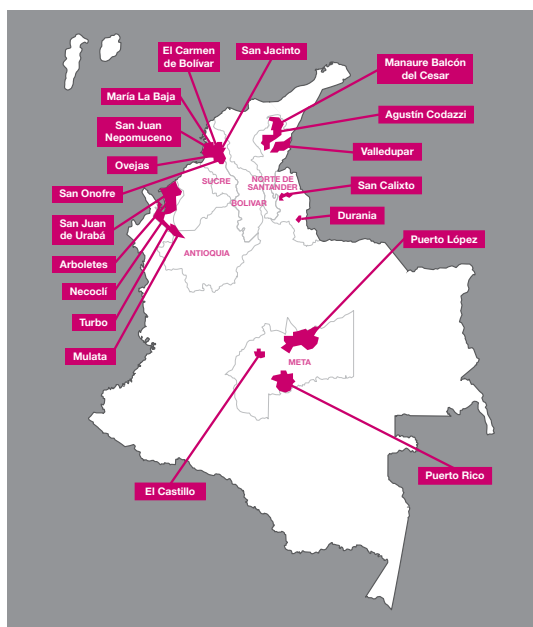 El Carmen
de Bolívar
San Jacinto
María La Baja
San Juan
Nepomuceno
Ovejas
San Onofre
San Juan
de Urabá
Arboletes
Necoclí
Turbo
Mulata
Manaure Balcón
del Cesar
Agustín Codazzi
Valledupar
San Calixto
Durania
Puerto López
SUCRE
NORTE DE
SANTANDER
BOLIVAR
ANTIOQUIA
META
El Castillo
Puerto Rico